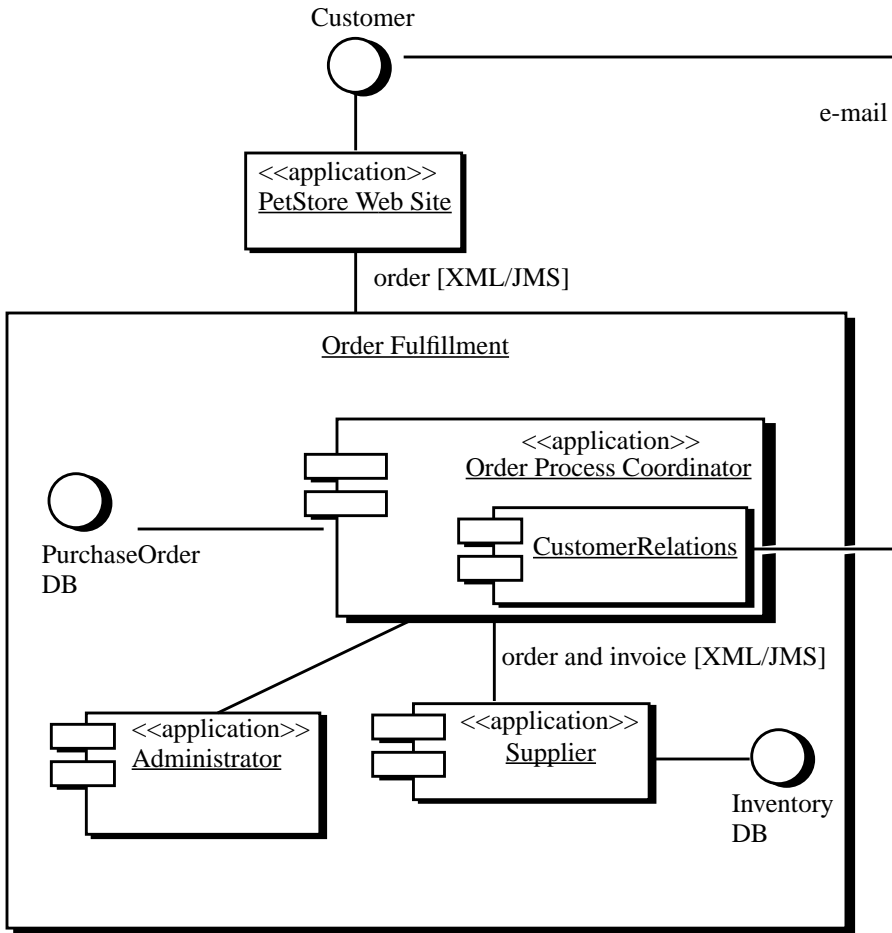 Customer
e-mail
<<application>>
PetStore Web Site
order [XML/JMS]
Order Fulfillment
<<application>>
Order Process Coordinator
PurchaseOrder
DB
CustomerRelations
order and invoice [XML/JMS]
<<application>>
Administrator
<<application>>
Supplier
Inventory
DB